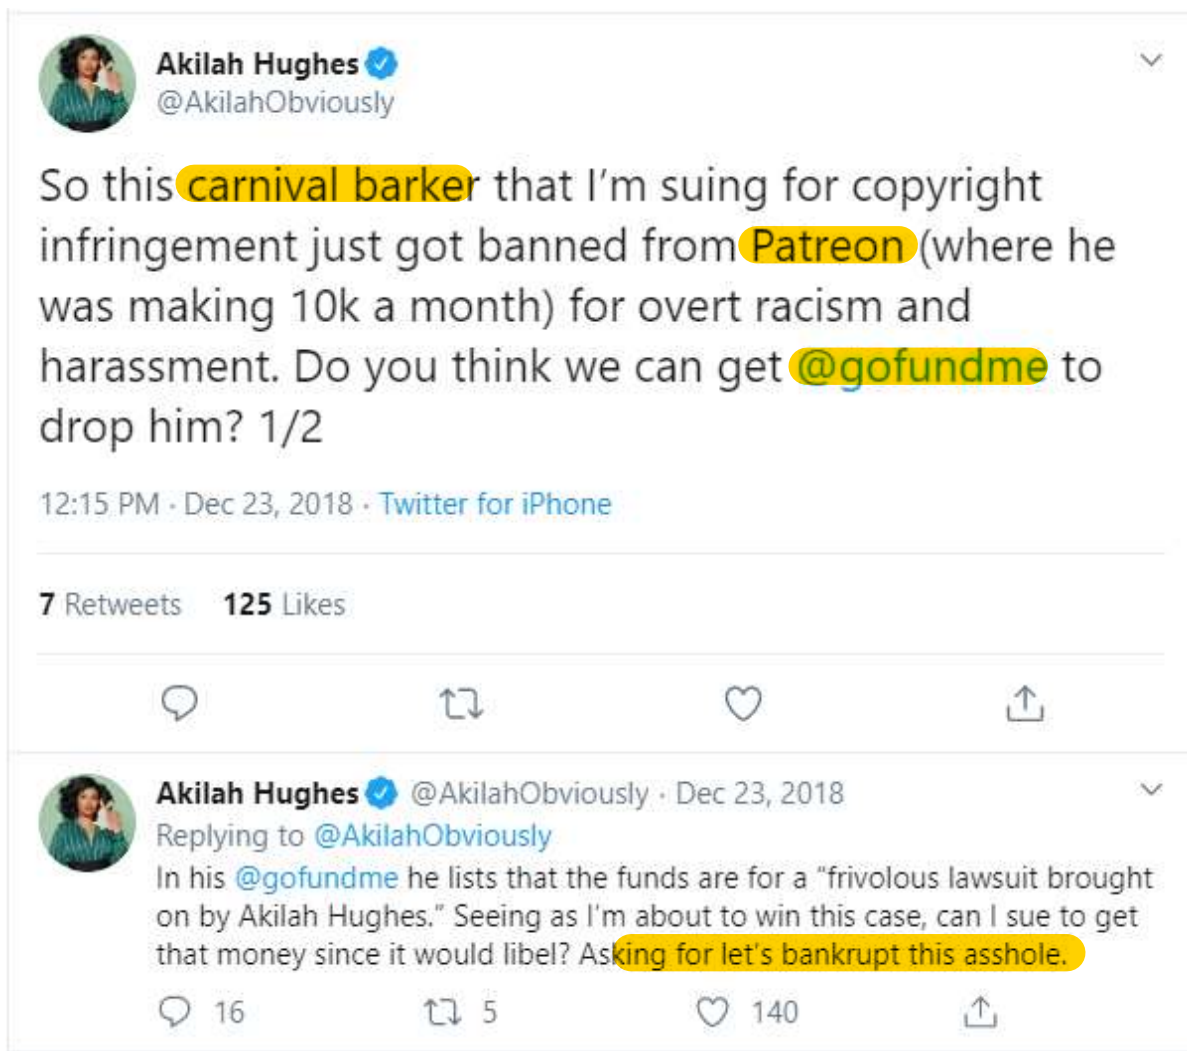 Akilah Hughes
@AkilahObviously
So this carnival barker that I'm suing for copyright
infringement just got banned from Patreon (where he
was making 10k a month) for overt racism and
harassment. Do you think we can get @gofundme to
drop him? 1/2
12:15 PM · Dec 23, 2018 · Twitter for iPhone
7 Retweets 125 Likes
Akilah Hughes @AkilahObviously · Dec 23, 2018
Replying to @AkilahObviously
In his @gofundme he lists that the funds are for a "frivolous lawsuit brought
on by Akilah Hughes." Seeing as I'm about to win this case, can I sue to get
that money since it would libel? Asking for let's bankrupt this asshole.
16 5 140